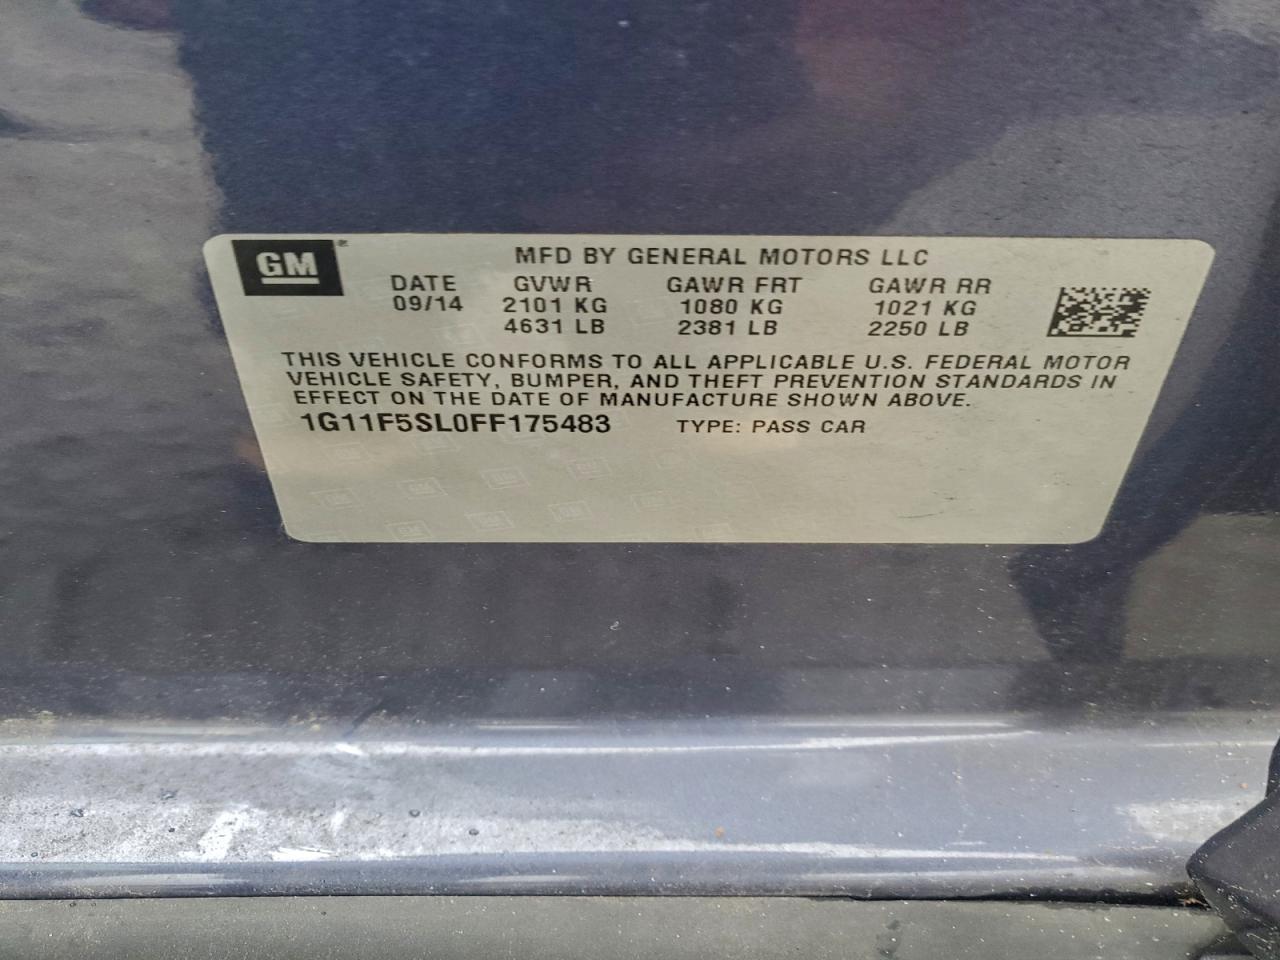 GM MFD BY GENERAL MOTORS LLC
DATE GVWR GAWR FRT GAWR RR
09/14 2101 KG 1080 KG 1021 KG
4631 LB 2381 LB 2250 LB
THIS VEHICLE CONFORMS TO ALL APPLICABLE U.S. FEDERAL MOTOR
VEHICLE SAFETY, BUMPER, AND THEFT PREVENTION STANDARDS IN
EFFECT ON THE DATE OF MANUFACTURE SHOWN ABOVE.
1G11F5SL0FF175483 TYPE: PASS CAR